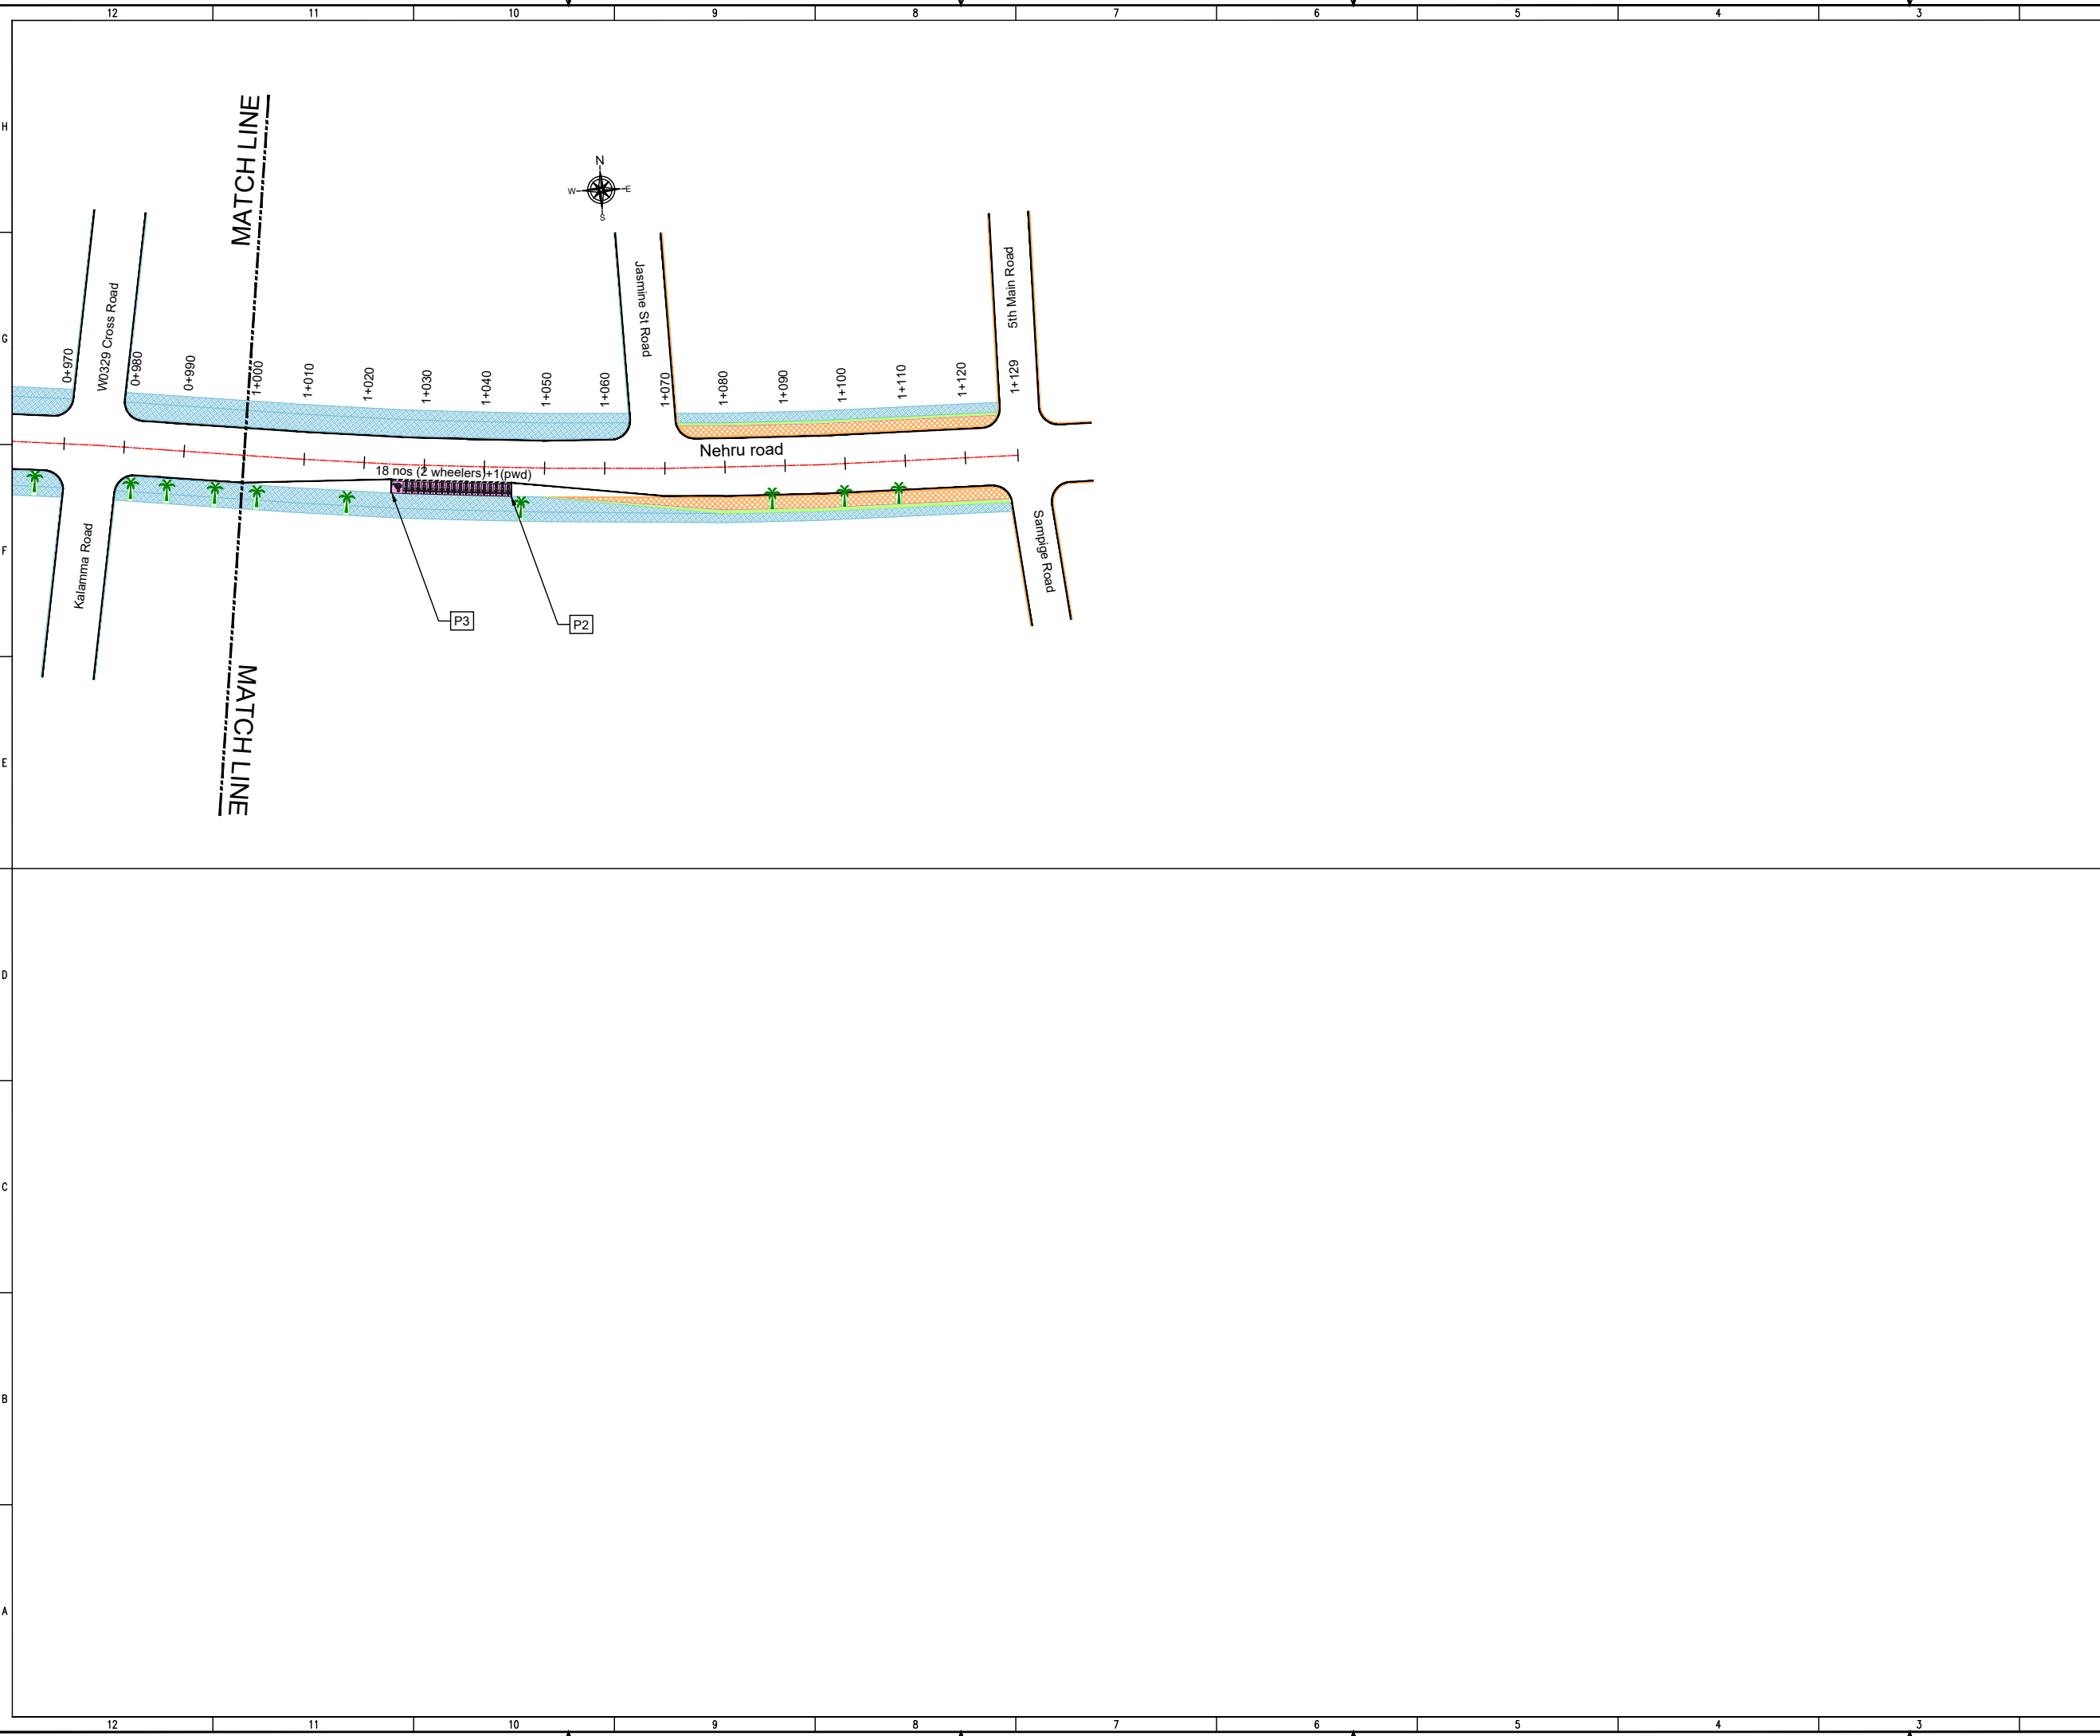 12 11 10 9 8 7 6 5 4 3
H
MATCH LINE
N
W E
S
G
W0329 Cross Road
Jasmine St Road
5th Main Road
0+970 0+980 0+990 1+000 1+010 1+020 1+030 1+040 1+050 1+060 1+070 1+080 1+090 1+100 1+110 1+120 1+129
Nehru road
18 nos (2 wheelers)+1(pwd)
F
Kalamma Road
Sampige Road
P3 P2
MATCH LINE
E
D
C
B
A
12 11 10 9 8 7 6 5 4 3